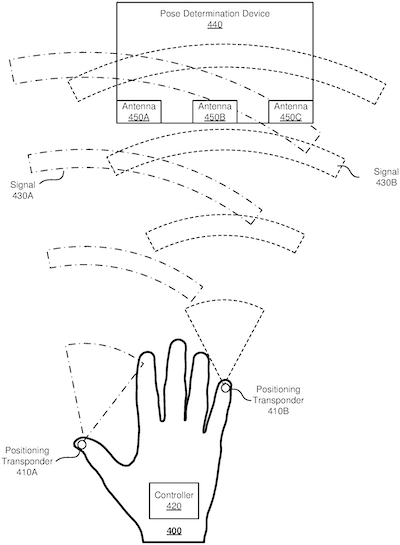 Pose Determination Device
440
Antenna
450A
Antenna
450B
Antenna
450C
Signal
430A
Signal
430B
Positioning
Transponder
410B
Positioning
Transponder
410A
Controller
420
400